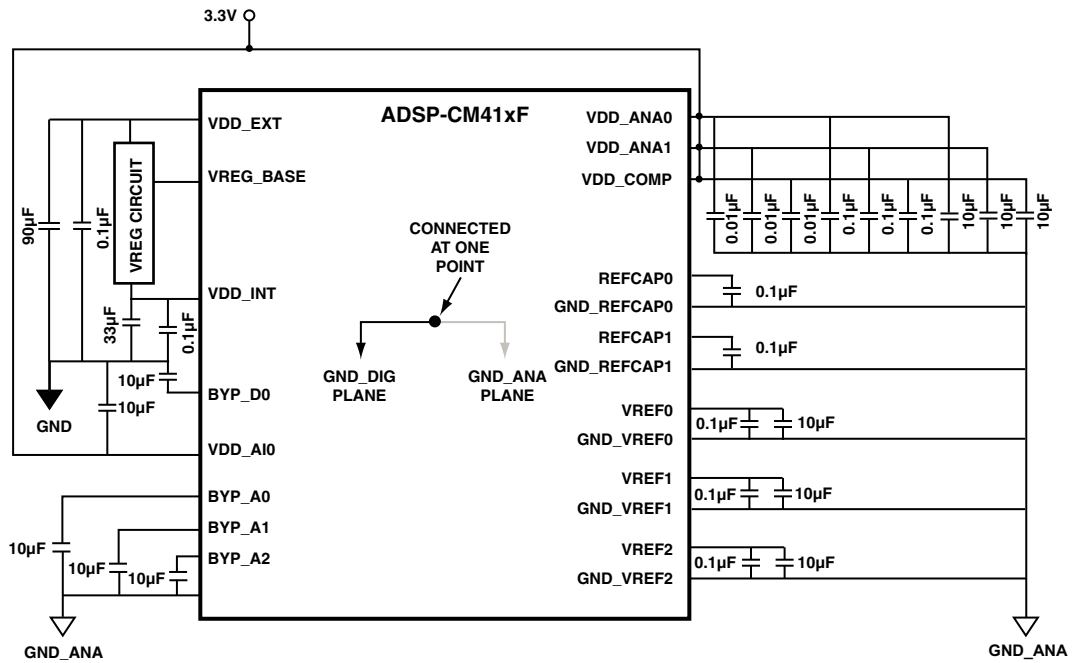 3.3V
ADSP-CM41xF
VDD_EXT
VREG_BASE
VDD_INT
BYP_D0
VDD_AI0
BYP_A0
BYP_A1
BYP_A2
VDD_ANA0
VDD_ANA1
VDD_COMP
REFCAP0
GND_REFCAP0
REFCAP1
GND_REFCAP1
VREF0
GND_VREF0
VREF1
GND_VREF1
VREF2
GND_VREF2
CONNECTED
AT ONE
POINT
GND_DIG
PLANE
GND_ANA
PLANE
90µF
0.1µF
VREG CIRCUIT
33µF
0.1µF
10µF
10µF
GND
10µF
10µF
10µF
GND_ANA
0.01µF
0.01µF
0.01µF
0.1µF
0.1µF
0.1µF
10µF
10µF
10µF
0.1µF
0.1µF
0.1µF
10µF
0.1µF
10µF
0.1µF
10µF
GND_ANA